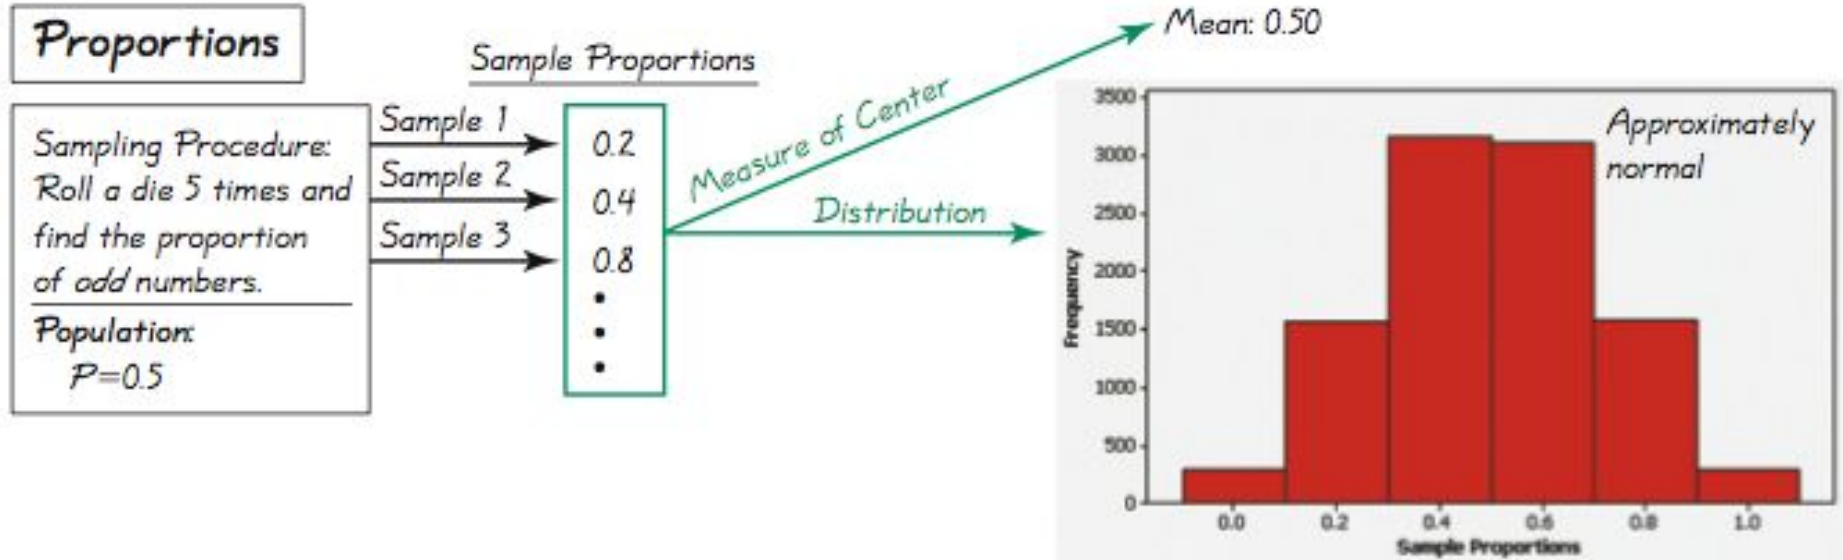 Proportions
Sampling Procedure:
Roll a die 5 times and
find the proportion
of odd numbers.
Population:
P=0.5
Sample 1
Sample 2
Sample 3
Sample Proportions
0.2
0.4
0.8
Measure of Center
Mean: 0.50
Distribution
Approximately
normal
Frequency
3500
3000
2500
2000
1500
1000
500
0
0.0 0.2 0.4 0.6 0.8 1.0
Sample Proportions